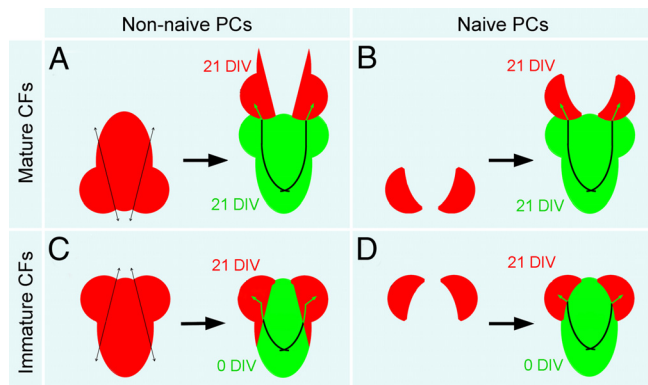 Non-naive PCs
Naive PCs
Mature CFs
A
21 DIV
21 DIV
B
21 DIV
21 DIV
Immature CFs
C
21 DIV
0 DIV
D
21 DIV
0 DIV